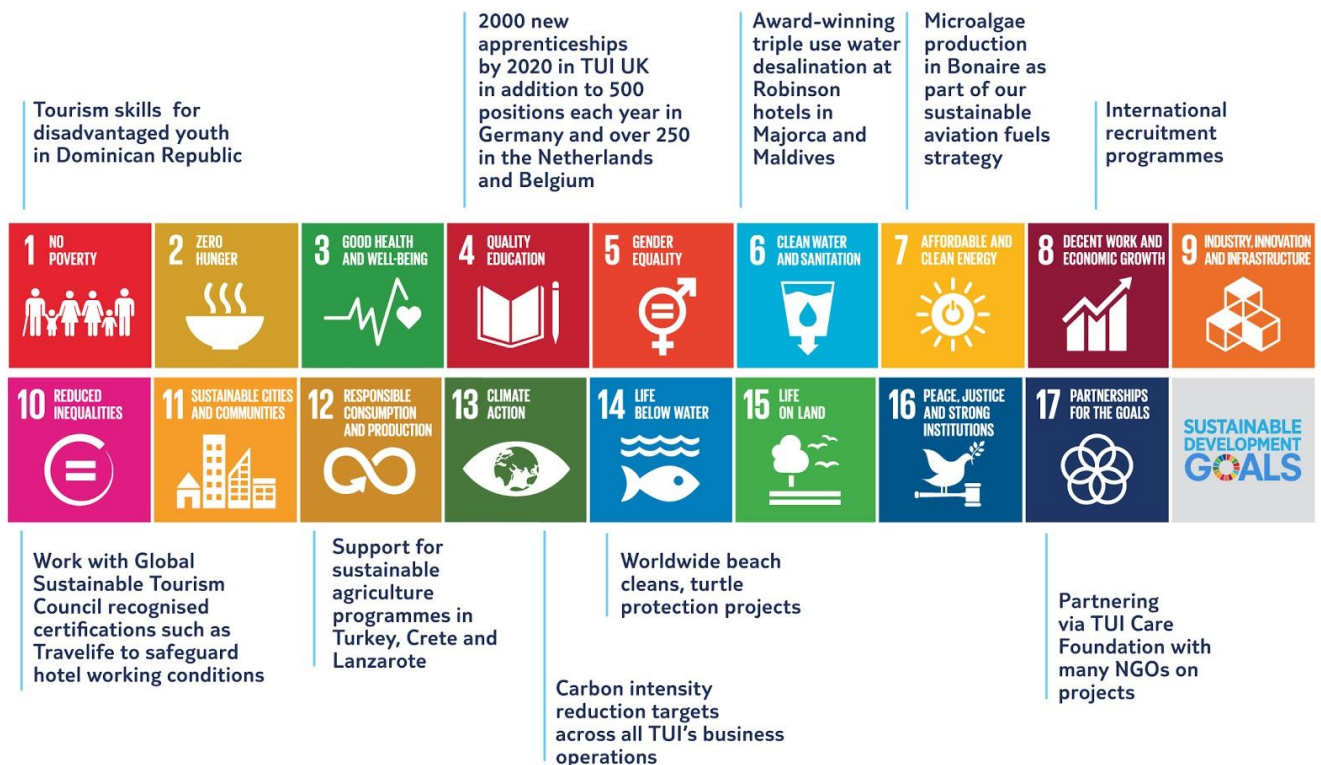 Tourism skills for
disadvantaged youth
in Dominican Republic
2000 new
apprenticeships
by 2020 in TUI UK
in addition to 500
positions each year in
Germany and over 250
in the Netherlands
and Belgium
Award-winning
triple use water
desalination at
Robinson
hotels in
Majorca and
Maldives
Microalgae
production
in Bonaire as
part of our
sustainable
aviation fuels
strategy
International
recruitment
programmes
1 NO
POVERTY
2 ZERO
HUNGER
3 GOOD HEALTH
AND WELL-BEING
4 QUALITY
EDUCATION
5 GENDER
EQUALITY
6 CLEAN WATER
AND SANITATION
7 AFFORDABLE AND
CLEAN ENERGY
8 DECENT WORK AND
ECONOMIC GROWTH
9 INDUSTRY, INNOVATION
AND INFRASTRUCTURE
10 REDUCED
INEQUALITIES
11 SUSTAINABLE CITIES
AND COMMUNITIES
12 RESPONSIBLE
CONSUMPTION
AND PRODUCTION
13 CLIMATE
ACTION
14 LIFE
BELOW WATER
15 LIFE
ON LAND
16 PEACE, JUSTICE
AND STRONG
INSTITUTIONS
17 PARTNERSHIPS
FOR THE GOALS
SUSTAINABLE
DEVELOPMENT
GOALS
Work with Global
Sustainable Tourism
Council recognised
certifications such as
Travelife to safeguard
hotel working conditions
Support for
sustainable
agriculture
programmes in
Turkey, Crete and
Lanzarote
Carbon intensity
reduction targets
across all TUI's business
operations
Worldwide beach
cleans, turtle
protection projects
Partnering
via TUI Care
Foundation with
many NGOs on
projects